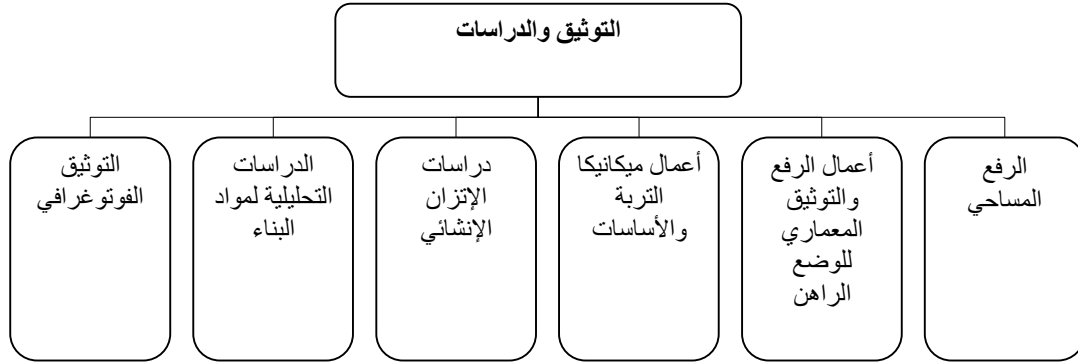 التوثيق والدراسات
الرفع
المساحي
أعمال الرفع
والتوثيق
المعماري
للوضع
الراهن
أعمال ميكانيكا
التربة
والأساسات
دراسات
الإتزان
الإنشائي
الدراسات
التحليلية لمواد
البناء
التوثيق
الفوتوغرافي